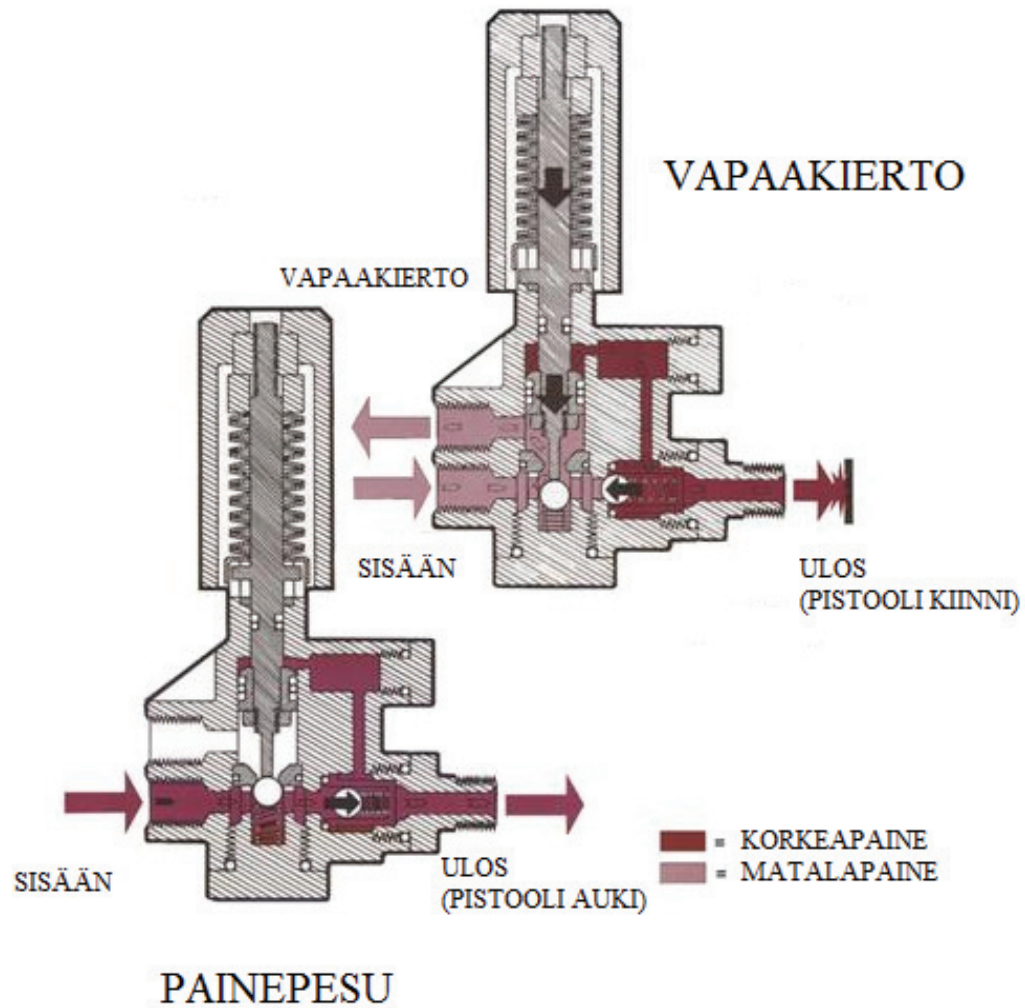 VAPAAKIERTO
VAPAAKIERTO
SISÄÄN
ULOS
(PISTOOLI KIINNI)
= KORKEAPAINE
= MATALAPAINE
SISÄÄN
ULOS
(PISTOOLI AUKI)
PAINEPESU